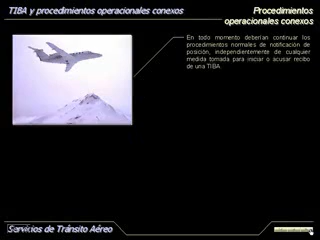 TIBA y procedimientos operacionales conexos
Procedimientos
operacionales conexos
En todo momento deberían continuar los
procedimientos normales de notificación de
posición, independientemente de cualquier
medida tomada para iniciar o acusar recibo
de una TIBA.
Servicios de Tránsito Aéreo